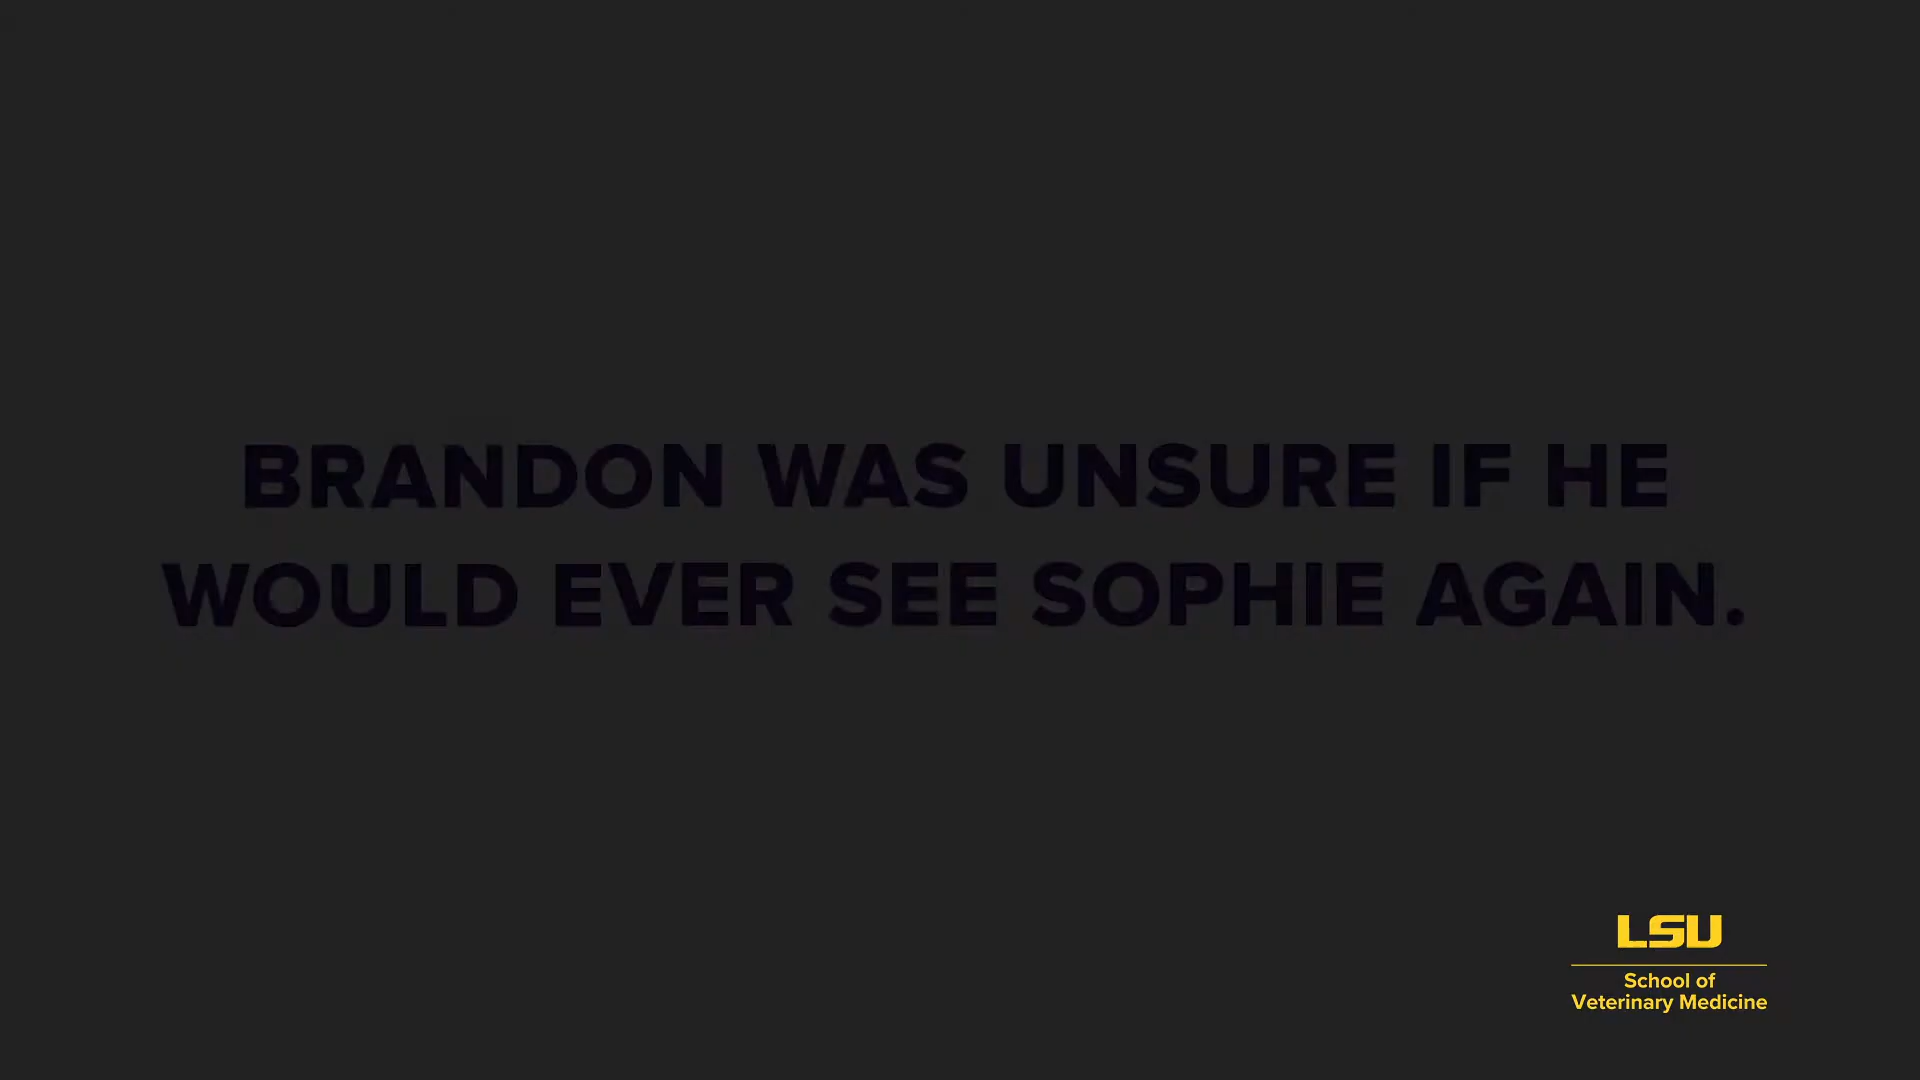 BRANDON WAS UNSURE IF HE
WOULD EVER SEE SOPHIE AGAIN.
LSU
School of
Veterinary Medicine